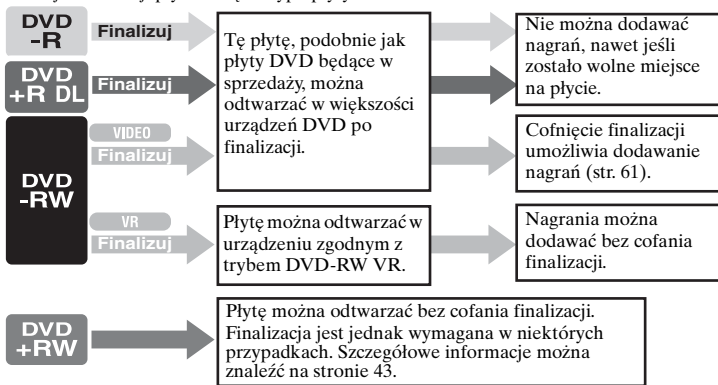 DVD
-R
Finalizuj
DVD
+R DL
Finalizuj
DVD
-RW
VIDEO
Finalizuj
Tę płytę, podobnie jak
płyty DVD będące w
sprzedaży, można
odtwarzać w większości
urządzeń DVD po
finalizacji.
Nie można dodawać
nagrań, nawet jeśli
zostało wolne miejsce
na płycie.
Cofnięcie finalizacji
umożliwia dodawanie
nagrań (str. 61).
VR
Finalizuj
Płytę można odtwarzać w
urządzeniu zgodnym z
trybem DVD-RW VR.
Nagrania można
dodawać bez cofania
finalizacji.
DVD
+RW
Płytę można odtwarzać bez cofania finalizacji.
Finalizacja jest jednak wymagana w niektórych
przypadkach. Szczegółowe informacje można
znaleźć na stronie 43.